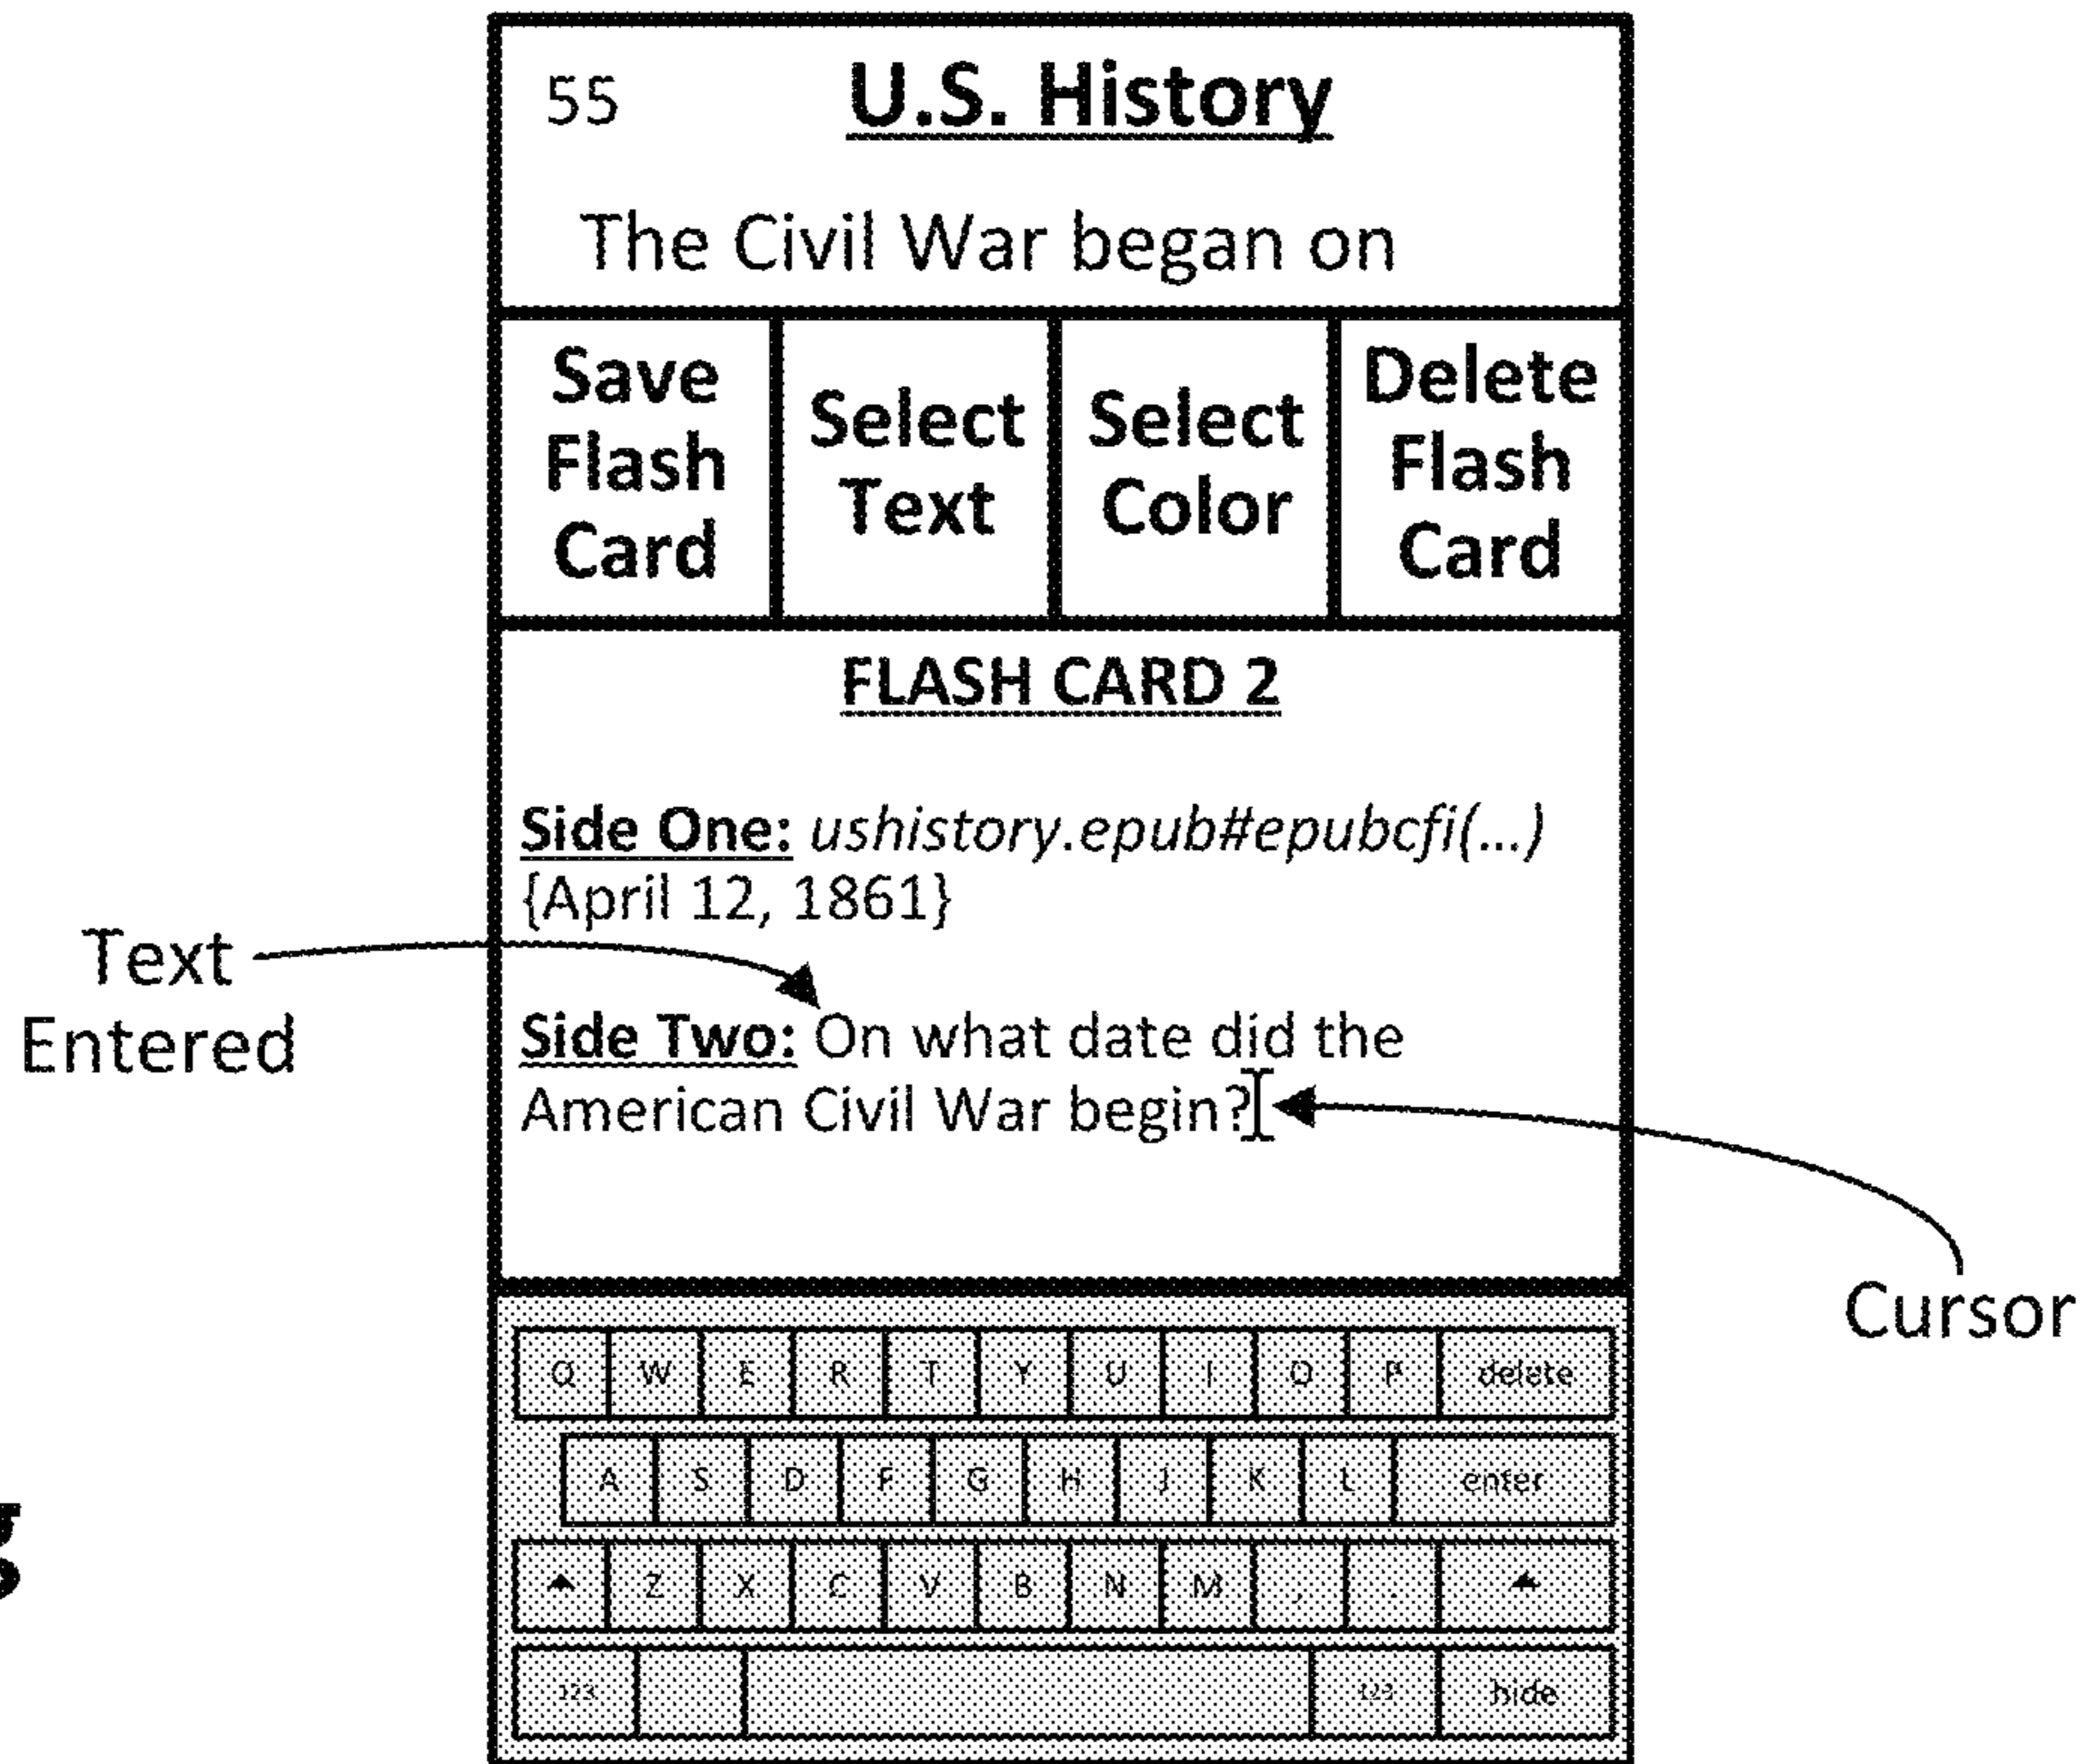 55 U.S. History
The Civil War began on
Save Flash Card
Select Text
Select Color
Delete Flash Card
FLASH CARD 2
Side One: ushistory.epub#epubcfi(...)
{April 12, 1861}
Text
Entered
Side Two: On what date did the
American Civil War begin?
Cursor
Q W E R T Y U I O P delete
A S D F G H J K L enter
Z X C V B N M , .
123 123 hide